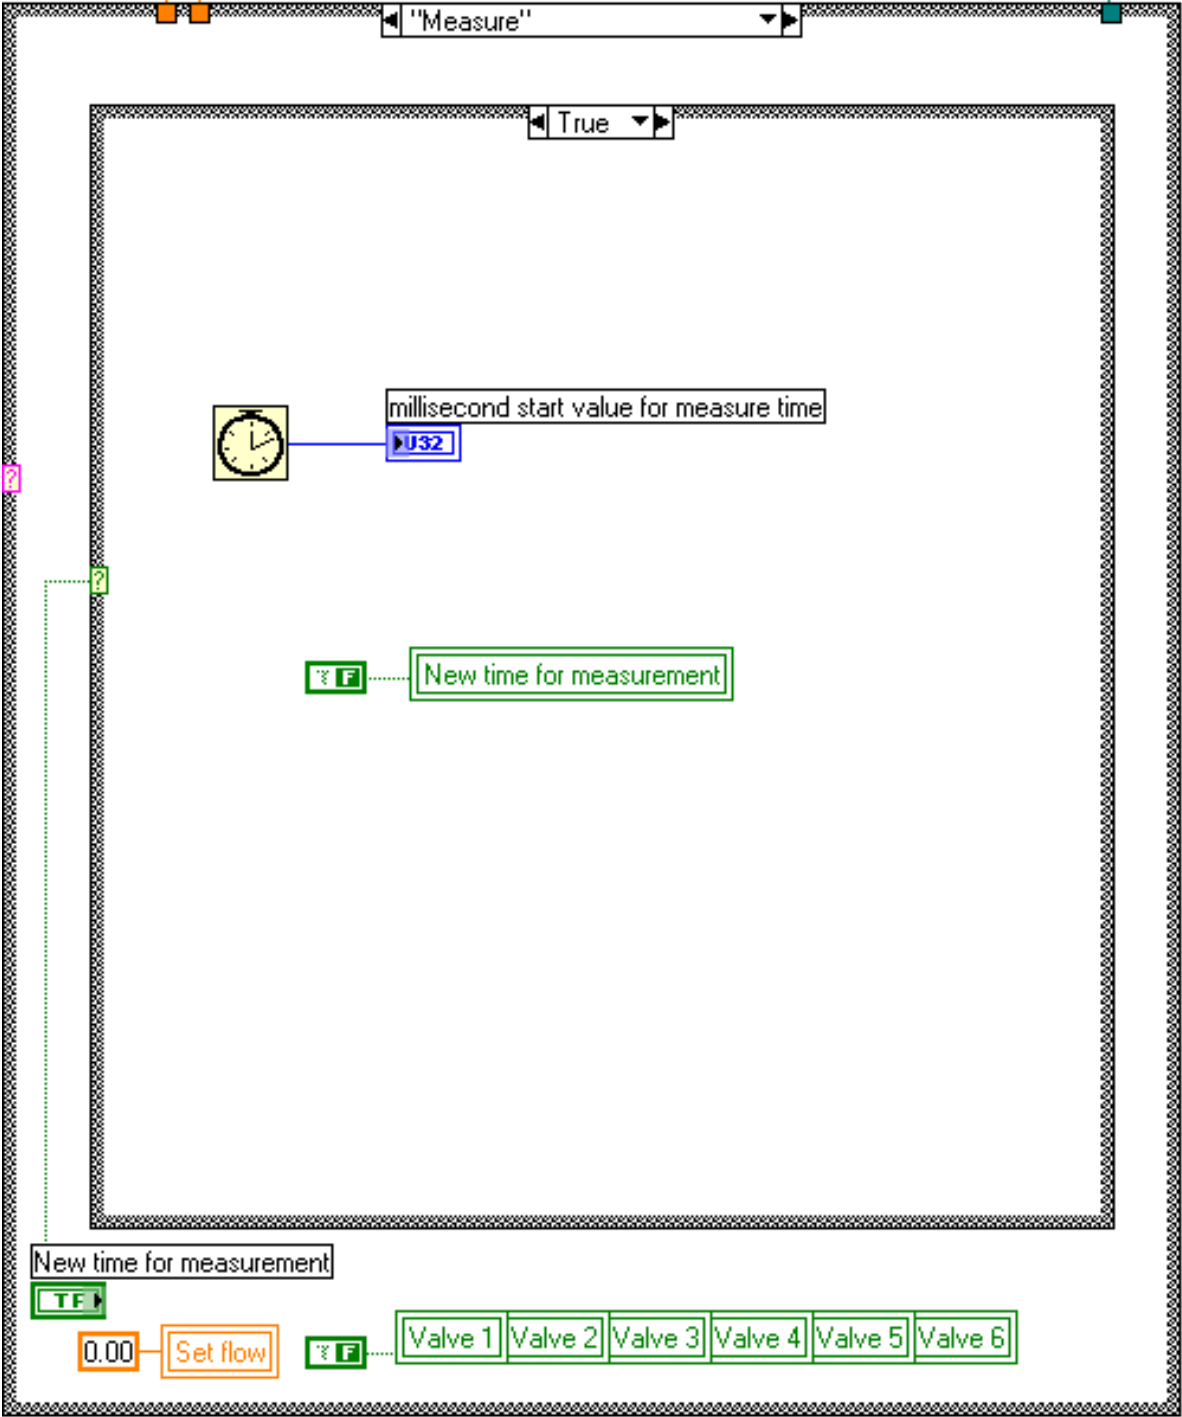 "Measure"
True
millisecond start value for measure time
U32
?
?
F
New time for measurement
New time for measurement
TF
0.00
Set flow
F
Valve 1
Valve 2
Valve 3
Valve 4
Valve 5
Valve 6